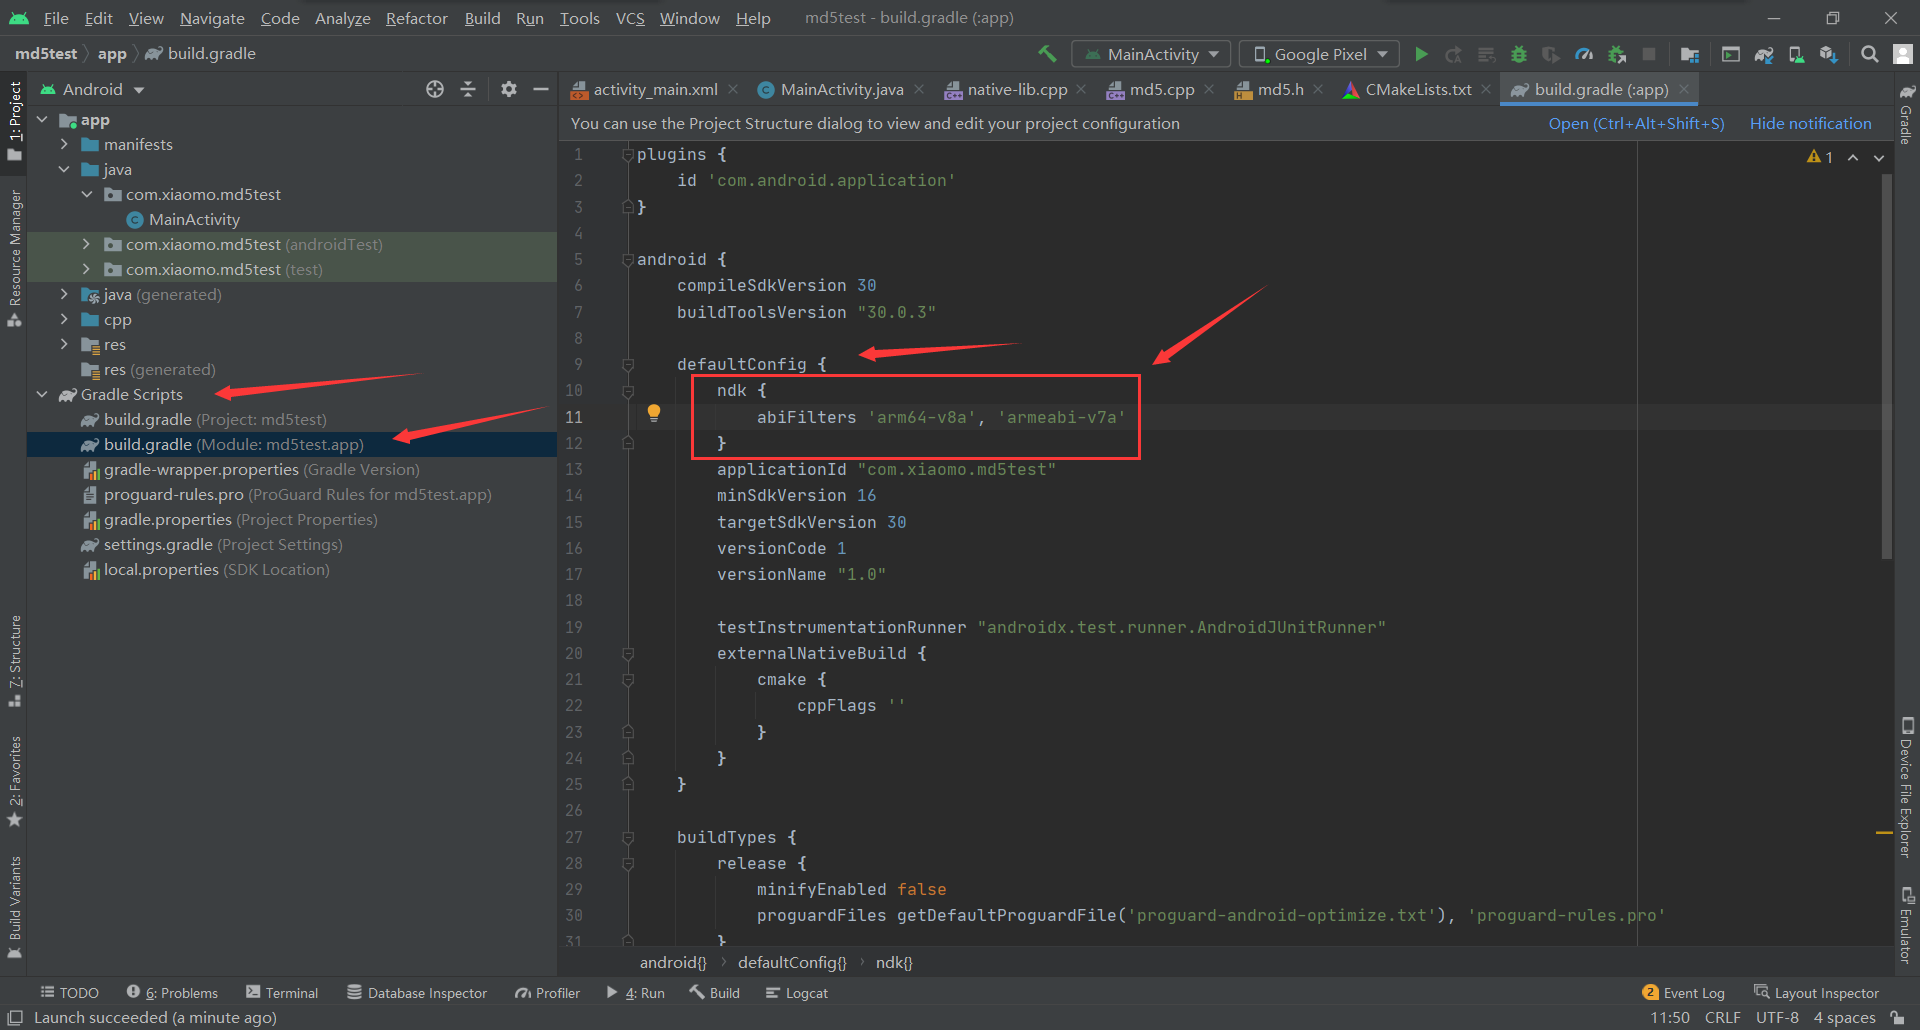 File Edit View Navigate Code Analyze Refactor Build Run Tools VCS Window Help md5test - build.gradle (:app)
md5test app build.gradle MainActivity Google Pixel
1: Project
Resource Manager
7: Structure
2: Favorites
Build Variants
Android
app
manifests
java
com.xiaomo.md5test
MainActivity
com.xiaomo.md5test (androidTest)
com.xiaomo.md5test (test)
java (generated)
cpp
res
res (generated)
Gradle Scripts
build.gradle (Project: md5test)
build.gradle (Module: md5test.app)
gradle-wrapper.properties (Gradle Version)
proguard-rules.pro (ProGuard Rules for md5test.app)
gradle.properties (Project Properties)
settings.gradle (Project Settings)
local.properties (SDK Location)
activity_main.xml MainActivity.java native-lib.cpp md5.cpp md5.h CMakeLists.txt build.gradle (:app)
You can use the Project Structure dialog to view and edit your project configuration Open (Ctrl+Alt+Shift+S) Hide notification
1 plugins { 1
2 id 'com.android.application'
3 }
4
5 android {
6 compileSdkVersion 30
7 buildToolsVersion "30.0.3"
8
9 defaultConfig {
10 ndk {
11 abiFilters 'arm64-v8a', 'armeabi-v7a'
12 }
13 applicationId "com.xiaomo.md5test"
14 minSdkVersion 16
15 targetSdkVersion 30
16 versionCode 1
17 versionName "1.0"
18
19 testInstrumentationRunner "androidx.test.runner.AndroidJUnitRunner"
20 externalNativeBuild {
21 cmake {
22 cppFlags ''
23 }
24 }
25 }
26
27 buildTypes {
28 release {
29 minifyEnabled false
30 proguardFiles getDefaultProguardFile('proguard-android-optimize.txt'), 'proguard-rules.pro'
31 }
android{} defaultConfig{} ndk{}
Gradle
Device File Explorer
Emulator
TODO 6: Problems Terminal Database Inspector Profiler 4: Run Build Logcat 2 Event Log Layout Inspector
Launch succeeded (a minute ago) 11:50 CRLF UTF-8 4 spaces